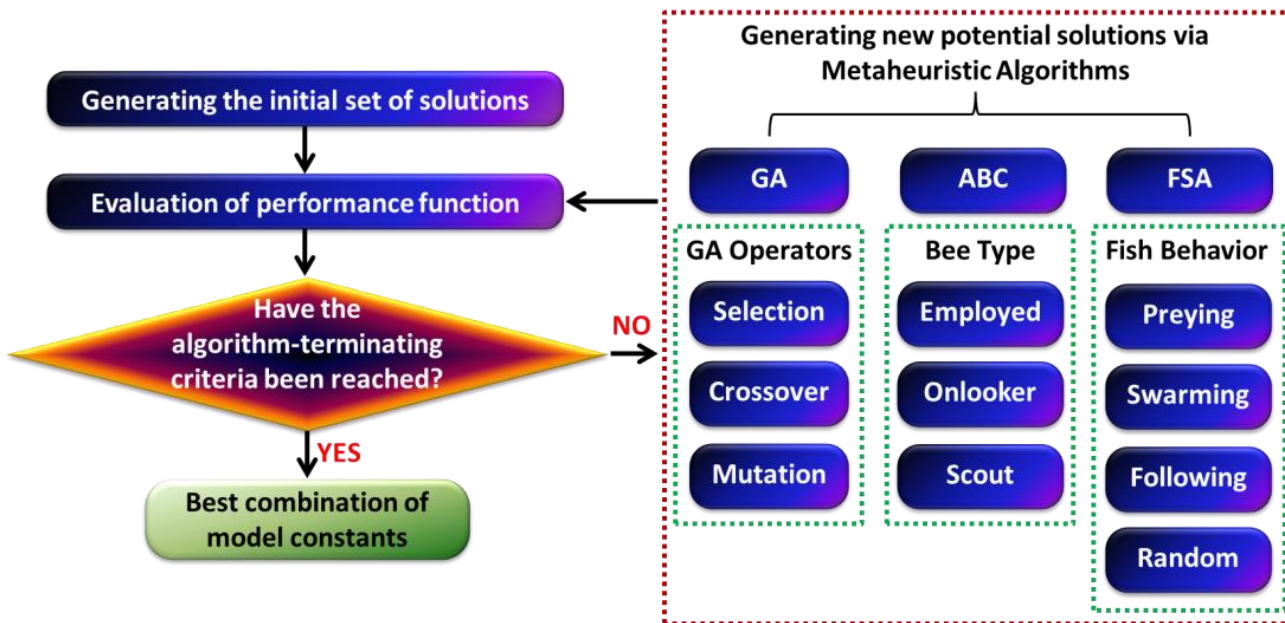 Generating the initial set of solutions
Evaluation of performance function
Have the
algorithm-terminating
criteria been reached?
NO
YES
Best combination of
model constants
Generating new potential solutions via
Metaheuristic Algorithms
GA
ABC
FSA
GA Operators
Selection
Crossover
Mutation
Bee Type
Employed
Onlooker
Scout
Fish Behavior
Preying
Swarming
Following
Random